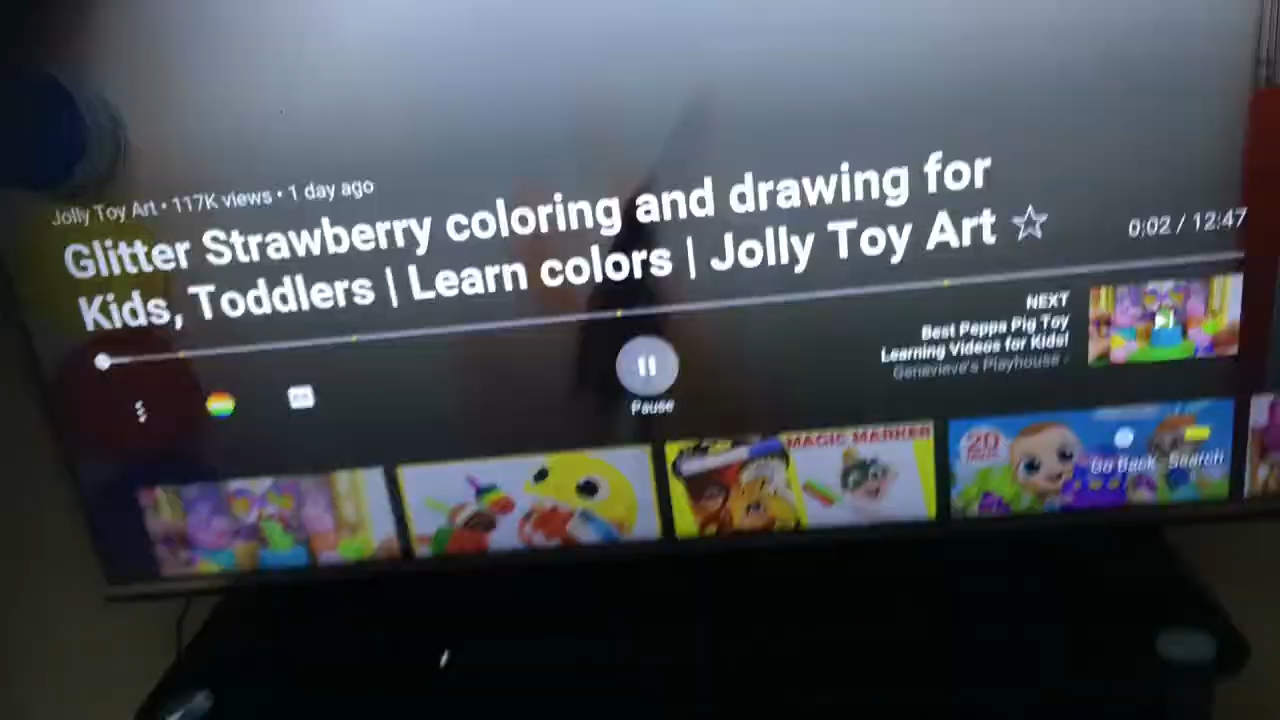 Jolly Toy Art • 117K views • 1 day ago
Glitter Strawberry coloring and drawing for
Kids, Toddlers | Learn colors | Jolly Toy Art ☆
0:02 / 12:47
NEXT
Best Peppa Pig Toy
Learning Videos for Kids!
Genevieve's Playhouse
CC
Pause
MAGIC MARKER
20
Go Back
Search